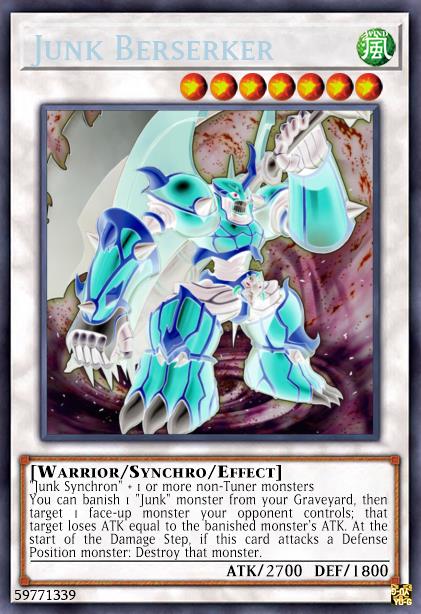 Junk Berserker
WIND
風
[Warrior/Synchro/Effect]
"Junk Synchron" + 1 or more non-Tuner monsters
You can banish 1 "Junk" monster from your Graveyard, then
target 1 face-up monster your opponent controls; that
target loses ATK equal to the banished monster's ATK. At the
start of the Damage Step, if this card attacks a Defense
Position monster: Destroy that monster.
ATK/2700 DEF/1800
59771339